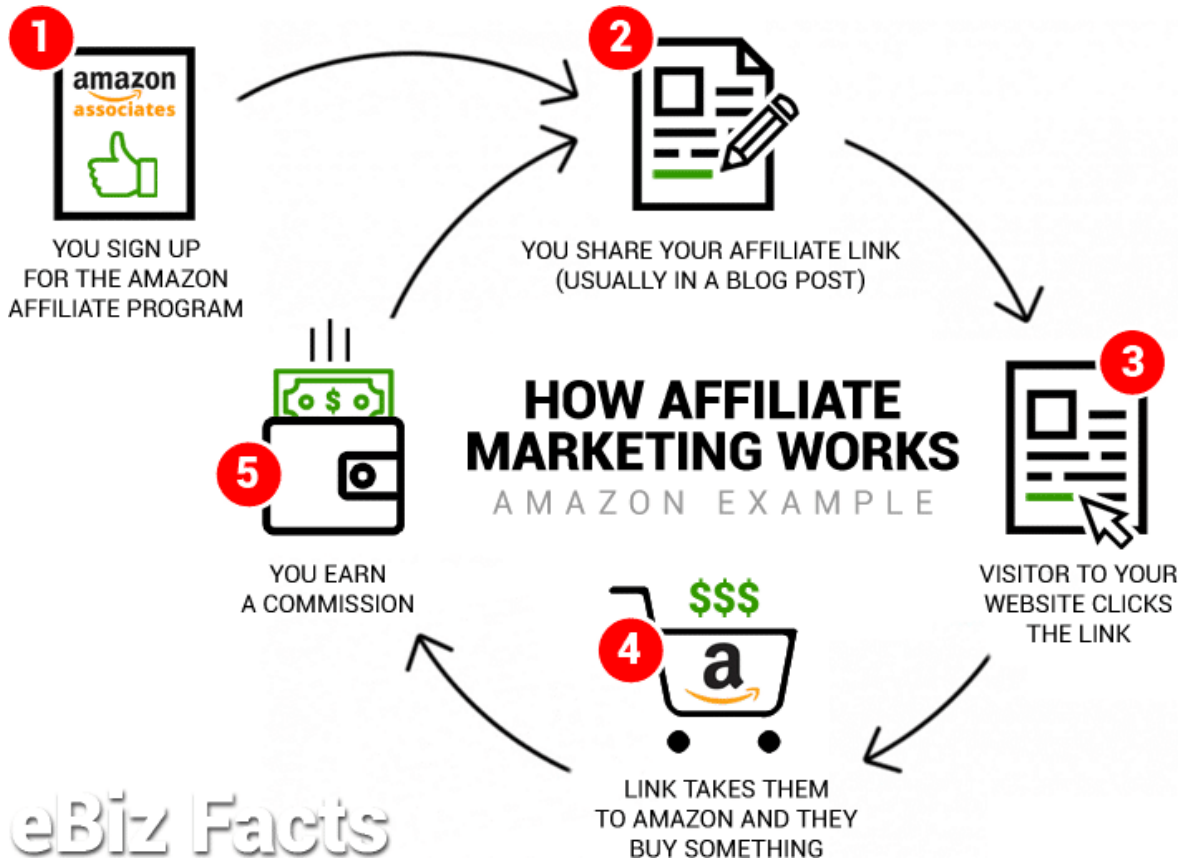 1
amazon
associates
YOU SIGN UP
FOR THE AMAZON
AFFILIATE PROGRAM
2
YOU SHARE YOUR AFFILIATE LINK
(USUALLY IN A BLOG POST)
3
VISITOR TO YOUR
WEBSITE CLICKS
THE LINK
HOW AFFILIATE
MARKETING WORKS
AMAZON EXAMPLE
$$$
4
a
LINK TAKES THEM
TO AMAZON AND THEY
BUY SOMETHING
$
5
YOU EARN
A COMMISSION
eBiz Facts